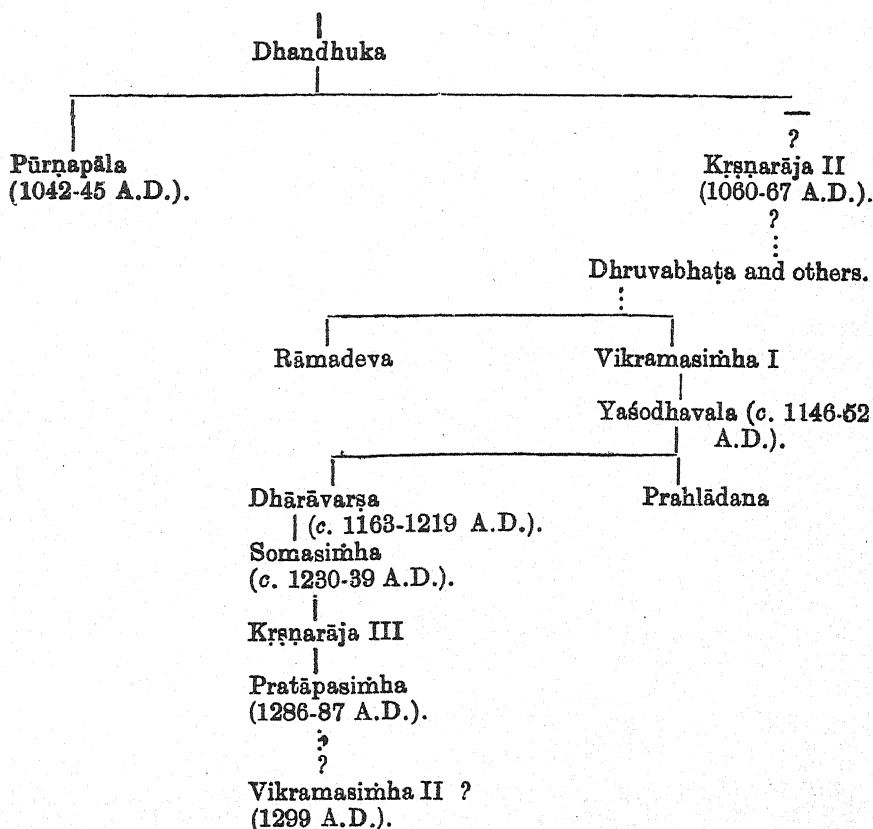 Dhandhuka
?
Pūrṇapāla
Kṛṣṇarāja II
(1042-45 A.D.).
(1060-67 A.D.).
?
Dhruvabhaṭa and others.
Rāmadeva
Vikramasiṁha I
Yaśodhavala (c. 1146-52
A.D.).
Dhārāvarṣa
Prahlādana
(c. 1163-1219 A.D.).
Somasiṁha
(c. 1230-39 A.D.).
Kṛṣṇarāja III
Pratāpasiṁha
(1286-87 A.D.).
?
Vikramasiṁha II ?
(1299 A.D.).